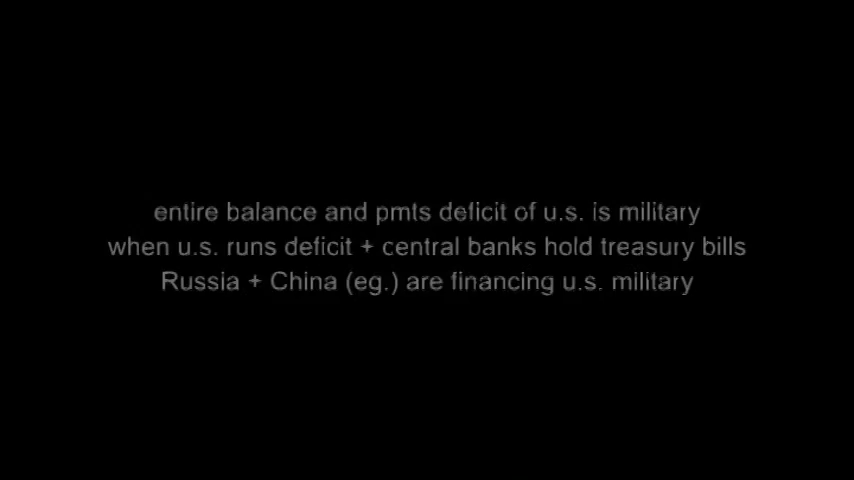 entire balance and pmts deficit of u.s. is military
when u.s. runs deficit + central banks hold treasury bills
Russia + China (eg.) are financing u.s. military